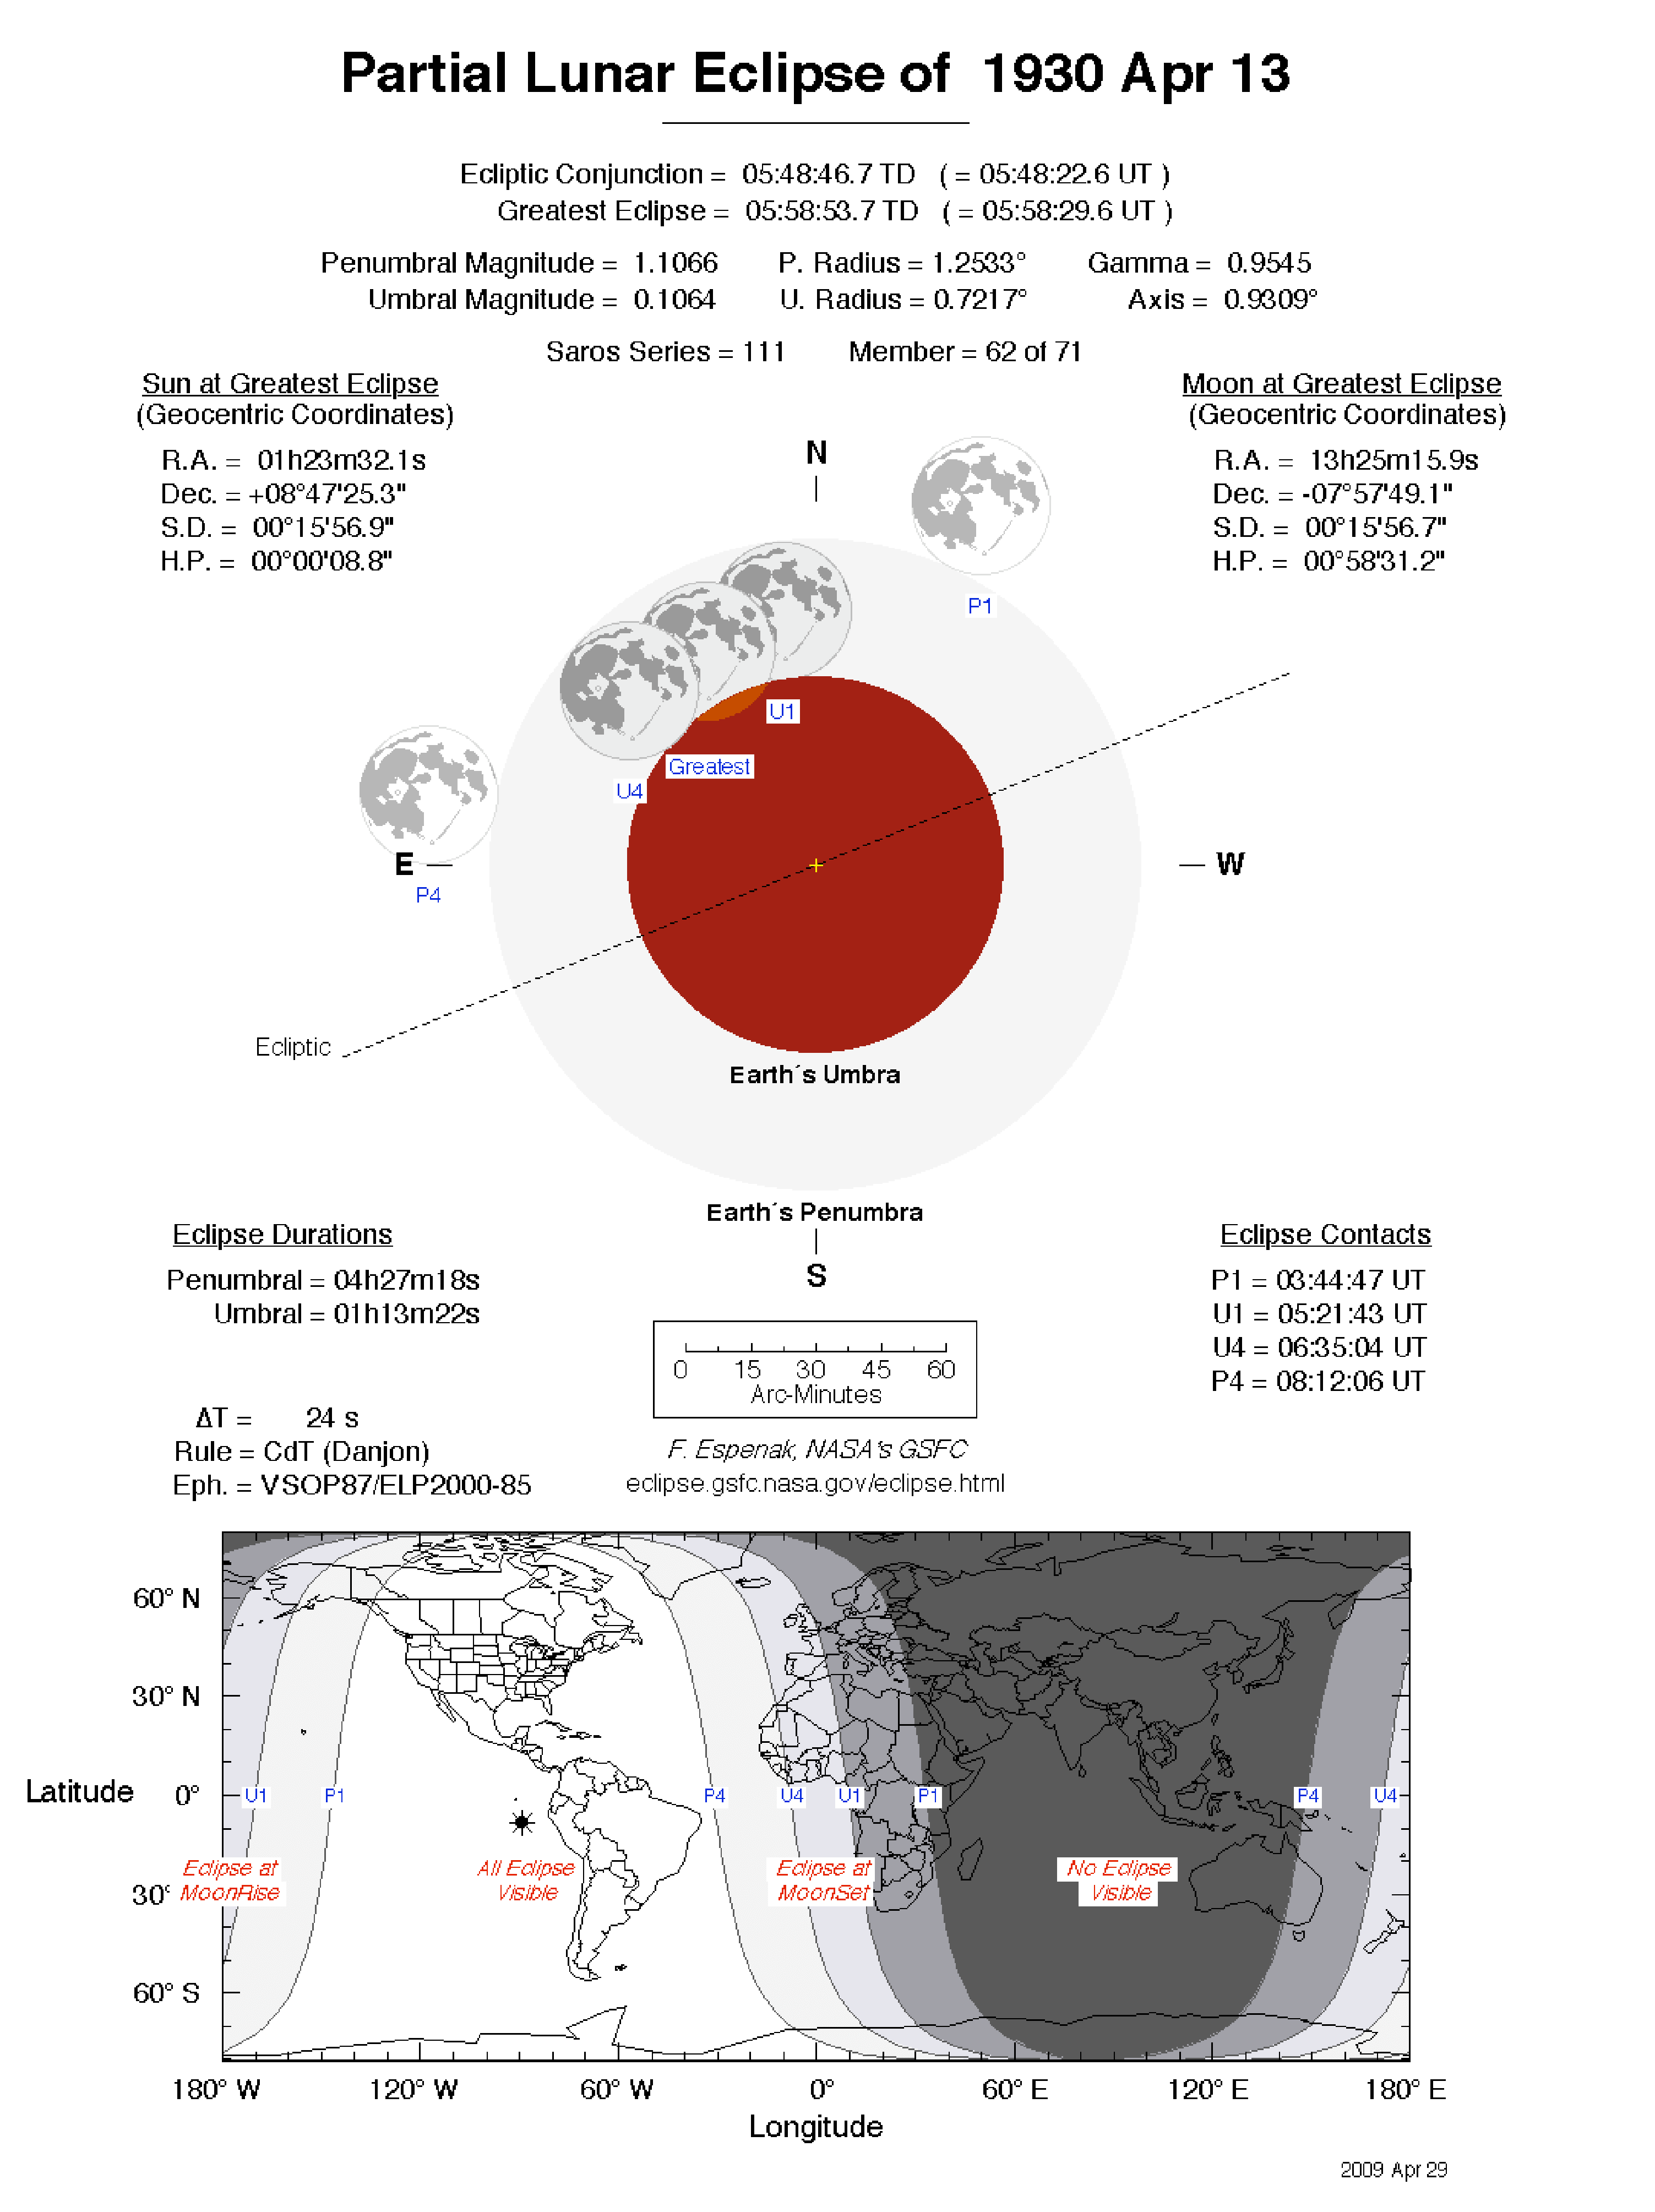 Partial Lunar Eclipse of 1930 Apr 13
Ecliptic Conjunction = 05:48:46.7 TD ( = 05:48:22.6 UT )
Greatest Eclipse = 05:58:53.7 TD ( = 05:58:29.6 UT )
Penumbral Magnitude = 1.1066 P. Radius = 1.2533° Gamma = 0.9545
Umbral Magnitude = 0.1064 U. Radius = 0.7217° Axis = 0.9309°
Saros Series = 111 Member = 62 of 71
Sun at Greatest Eclipse
(Geocentric Coordinates)
R.A. = 01h23m32.1s
Dec. = +08°47'25.3"
S.D. = 00°15'56.9"
H.P. = 00°00'08.8"
Moon at Greatest Eclipse
(Geocentric Coordinates)
R.A. = 13h25m15.9s
Dec. = -07°57'49.1"
S.D. = 00°15'56.7"
H.P. = 00°58'31.2"
N
P1
U1
Greatest
U4
E
W
P4
Ecliptic
Earth´s Umbra
Earth´s Penumbra
S
Eclipse Durations
Penumbral = 04h27m18s
Umbral = 01h13m22s
Eclipse Contacts
P1 = 03:44:47 UT
U1 = 05:21:43 UT
U4 = 06:35:04 UT
P4 = 08:12:06 UT
0 15 30 45 60
Arc-Minutes
ΔT = 24 s
Rule = CdT (Danjon)
Eph. = VSOP87/ELP2000-85
F. Espenak, NASA's GSFC
eclipse.gsfc.nasa.gov/eclipse.html
60° N
30° N
Latitude 0°
U1 P1 P4 U4 U1 P1 P4 U4
Eclipse at MoonRise
All Eclipse Visible
Eclipse at MoonSet
No Eclipse Visible
30°
60° S
180° W 120° W 60° W 0° 60° E 120° E 180° E
Longitude
2009 Apr 29